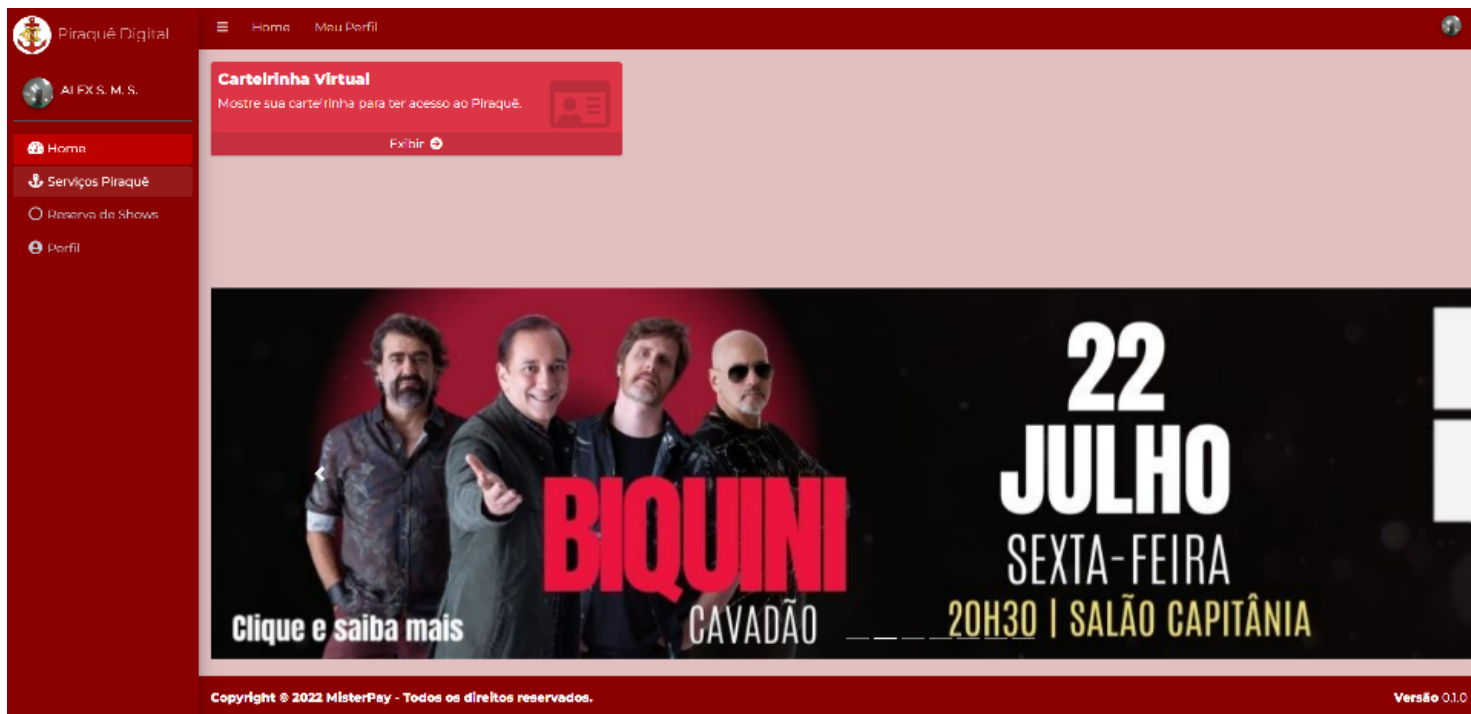 Piraquê Digital
Home Meu Perfil
ALEX S. M. S.
Home
Serviços Piraquê
Reserva de Shows
Perfil
Carteirinha Virtual
Mostre sua carteirinha para ter acesso ao Piraquê.
Exibir
BIQUINI
CAVADÃO
Clique e saiba mais
22
JULHO
SEXTA-FEIRA
20H30 | SALÃO CAPITÂNIA
Copyright © 2022 MisterPay - Todos os direitos reservados.
Versão 0.1.0